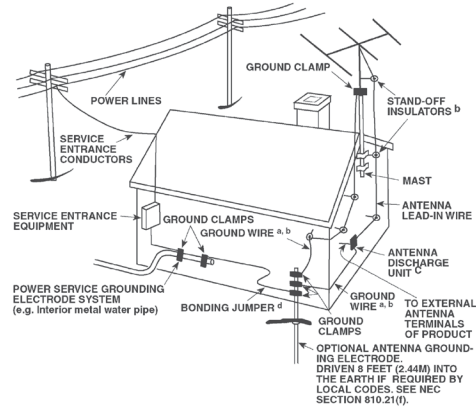 GROUND CLAMP
POWER LINES
STAND-OFF
INSULATORS b
SERVICE
ENTRANCE
CONDUCTORS
MAST
ANTENNA
LEAD-IN WIRE
SERVICE ENTRANCE
EQUIPMENT
GROUND CLAMPS
GROUND WIRE a, b
ANTENNA
DISCHARGE
UNIT C
POWER SERVICE GROUNDING
ELECTRODE SYSTEM
(e.g. Interior metal water pipe)
BONDING JUMPER d
GROUND
WIRE a, b
GROUND
CLAMPS
TO EXTERNAL
ANTENNA
TERMINALS
OF PRODUCT
OPTIONAL ANTENNA GROUND-
ING ELECTRODE.
DRIVEN 8 FEET (2.44M) INTO
THE EARTH IF REQUIRED BY
LOCAL CODES. SEE NEC
SECTION 810.21(f).